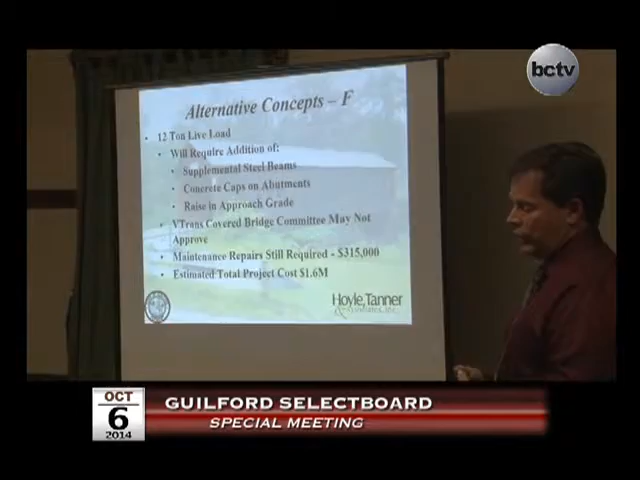 bctv
Alternative Concepts – F
• 12 Ton Live Load
• Will Require Addition of:
• Supplemental Steel Beams
• Concrete Caps on Abutments
• Raise in Approach Grade
• VTrans Covered Bridge Committee May Not
Approve
• Maintenance Repairs Still Required - $315,000
• Estimated Total Project Cost $1.6M
Hoyle, Tanner
& Associates, Inc.
OCT
6
2014
GUILFORD SELECTBOARD
SPECIAL MEETING